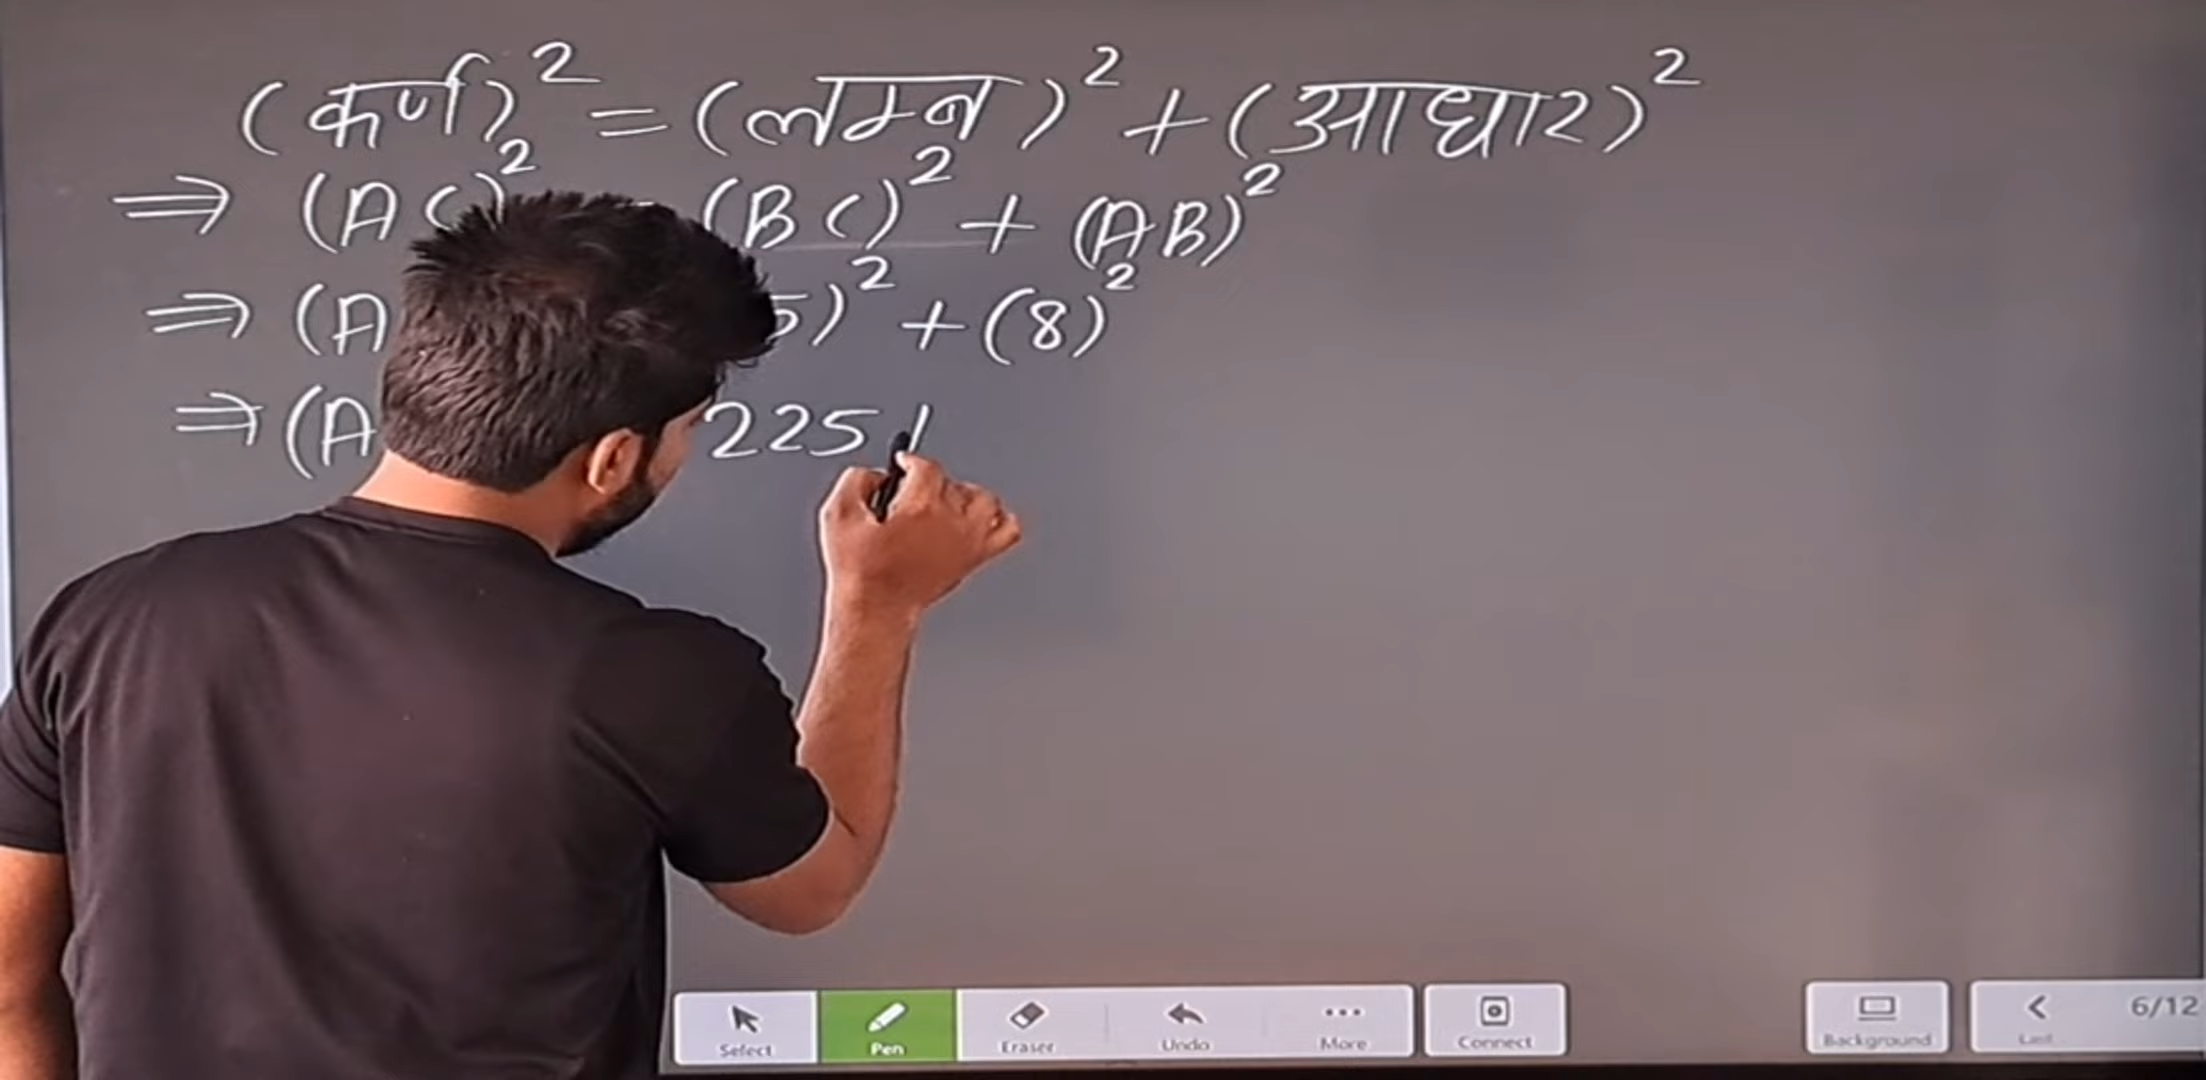 (कर्ण)² = (लम्ब)² + (आधार)²
⇒ (AC)² = (BC)² + (AB)²
⇒ (A 5)² + (8)²
⇒ (A 225
Select Pen Eraser Undo More Connect Background 6/12